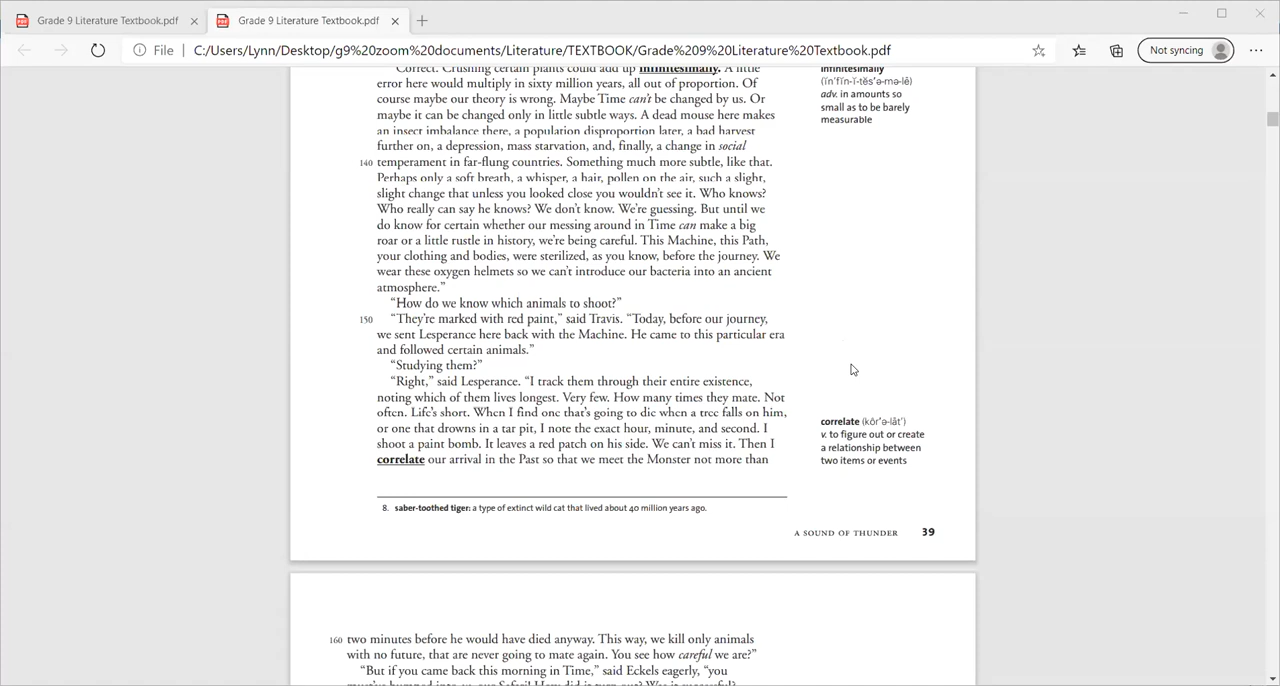 Grade 9 Literature Textbook.pdf
Grade 9 Literature Textbook.pdf
File
C:/Users/Lynn/Desktop/g9%20zoom%20documents/Literature/TEXTBOOK/Grade%209%20Literature%20Textbook.pdf
Not syncing
"Correct. Crushing certain plants could add up infinitesimally. A little
error here would multiply in sixty million years, all out of proportion. Of
course maybe our theory is wrong. Maybe Time can't be changed by us. Or
maybe it can be changed only in little subtle ways. A dead mouse here makes
an insect imbalance there, a population disproportion later, a bad harvest
further on, a depression, mass starvation, and, finally, a change in social
140 temperament in far-flung countries. Something much more subtle, like that.
Perhaps only a soft breath, a whisper, a hair, pollen on the air, such a slight,
slight change that unless you looked close you wouldn't see it. Who knows?
Who really can say he knows? We don't know. We're guessing. But until we
do know for certain whether our messing around in Time can make a big
roar or a little rustle in history, we're being careful. This Machine, this Path,
your clothing and bodies, were sterilized, as you know, before the journey. We
wear these oxygen helmets so we can't introduce our bacteria into an ancient
atmosphere."
"How do we know which animals to shoot?"
150 "They're marked with red paint," said Travis. "Today, before our journey,
we sent Lesperance here back with the Machine. He came to this particular era
and followed certain animals."
"Studying them?"
"Right," said Lesperance. "I track them through their entire existence,
noting which of them lives longest. Very few. How many times they mate. Not
often. Life's short. When I find one that's going to die when a tree falls on him,
or one that drowns in a tar pit, I note the exact hour, minute, and second. I
shoot a paint bomb. It leaves a red patch on his side. We can't miss it. Then I
correlate our arrival in the Past so that we meet the Monster not more than
infinitesimally
(ĭn'fĭn-ĭ-tĕs'ə-mə-lē)
adv. in amounts so
small as to be barely
measurable
correlate (kôr'ə-lāt')
v. to figure out or create
a relationship between
two items or events
8. saber-toothed tiger: a type of extinct wild cat that lived about 40 million years ago.
A SOUND OF THUNDER 39
160 two minutes before he would have died anyway. This way, we kill only animals
with no future, that are never going to mate again. You see how careful we are?"
"But if you came back this morning in Time," said Eckels eagerly, "you
must've bumped into us, our Safari! How did it turn out? Was it successful?